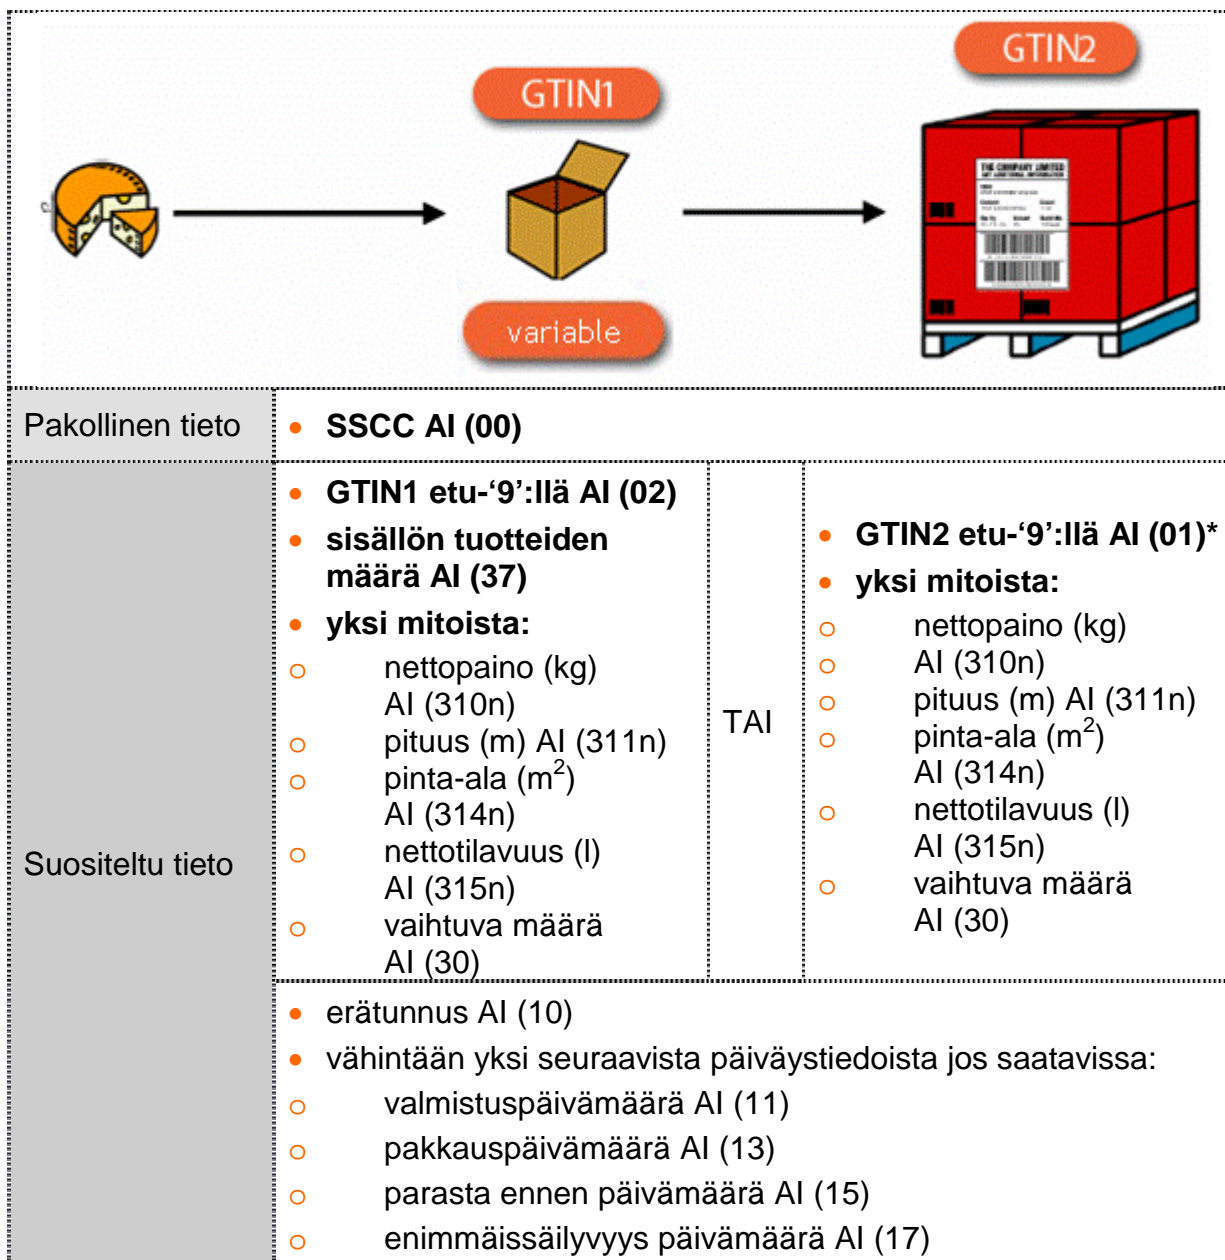 GTIN2
GTIN1
THE COMPANY LIMITED
variable
Pakollinen tieto
• SSCC AI (00)
Suositeltu tieto
• GTIN1 etu-‘9’:llä AI (02)
• sisällön tuotteiden
määrä AI (37)
• yksi mitoista:
o nettopaino (kg)
AI (310n)
o pituus (m) AI (311n)
o pinta-ala (m²)
AI (314n)
o nettotilavuus (l)
AI (315n)
o vaihtuva määrä
AI (30)
TAI
• GTIN2 etu-‘9’:llä AI (01)*
• yksi mitoista:
o nettopaino (kg)
o AI (310n)
o pituus (m) AI (311n)
o pinta-ala (m²)
AI (314n)
o nettotilavuus (l)
AI (315n)
o vaihtuva määrä
AI (30)
• erätunnus AI (10)
• vähintään yksi seuraavista päiväystiedoista jos saatavissa:
o valmistuspäivämäärä AI (11)
o pakkauspäivämäärä AI (13)
o parasta ennen päivämäärä AI (15)
o enimmäissäilyvyys päivämäärä AI (17)